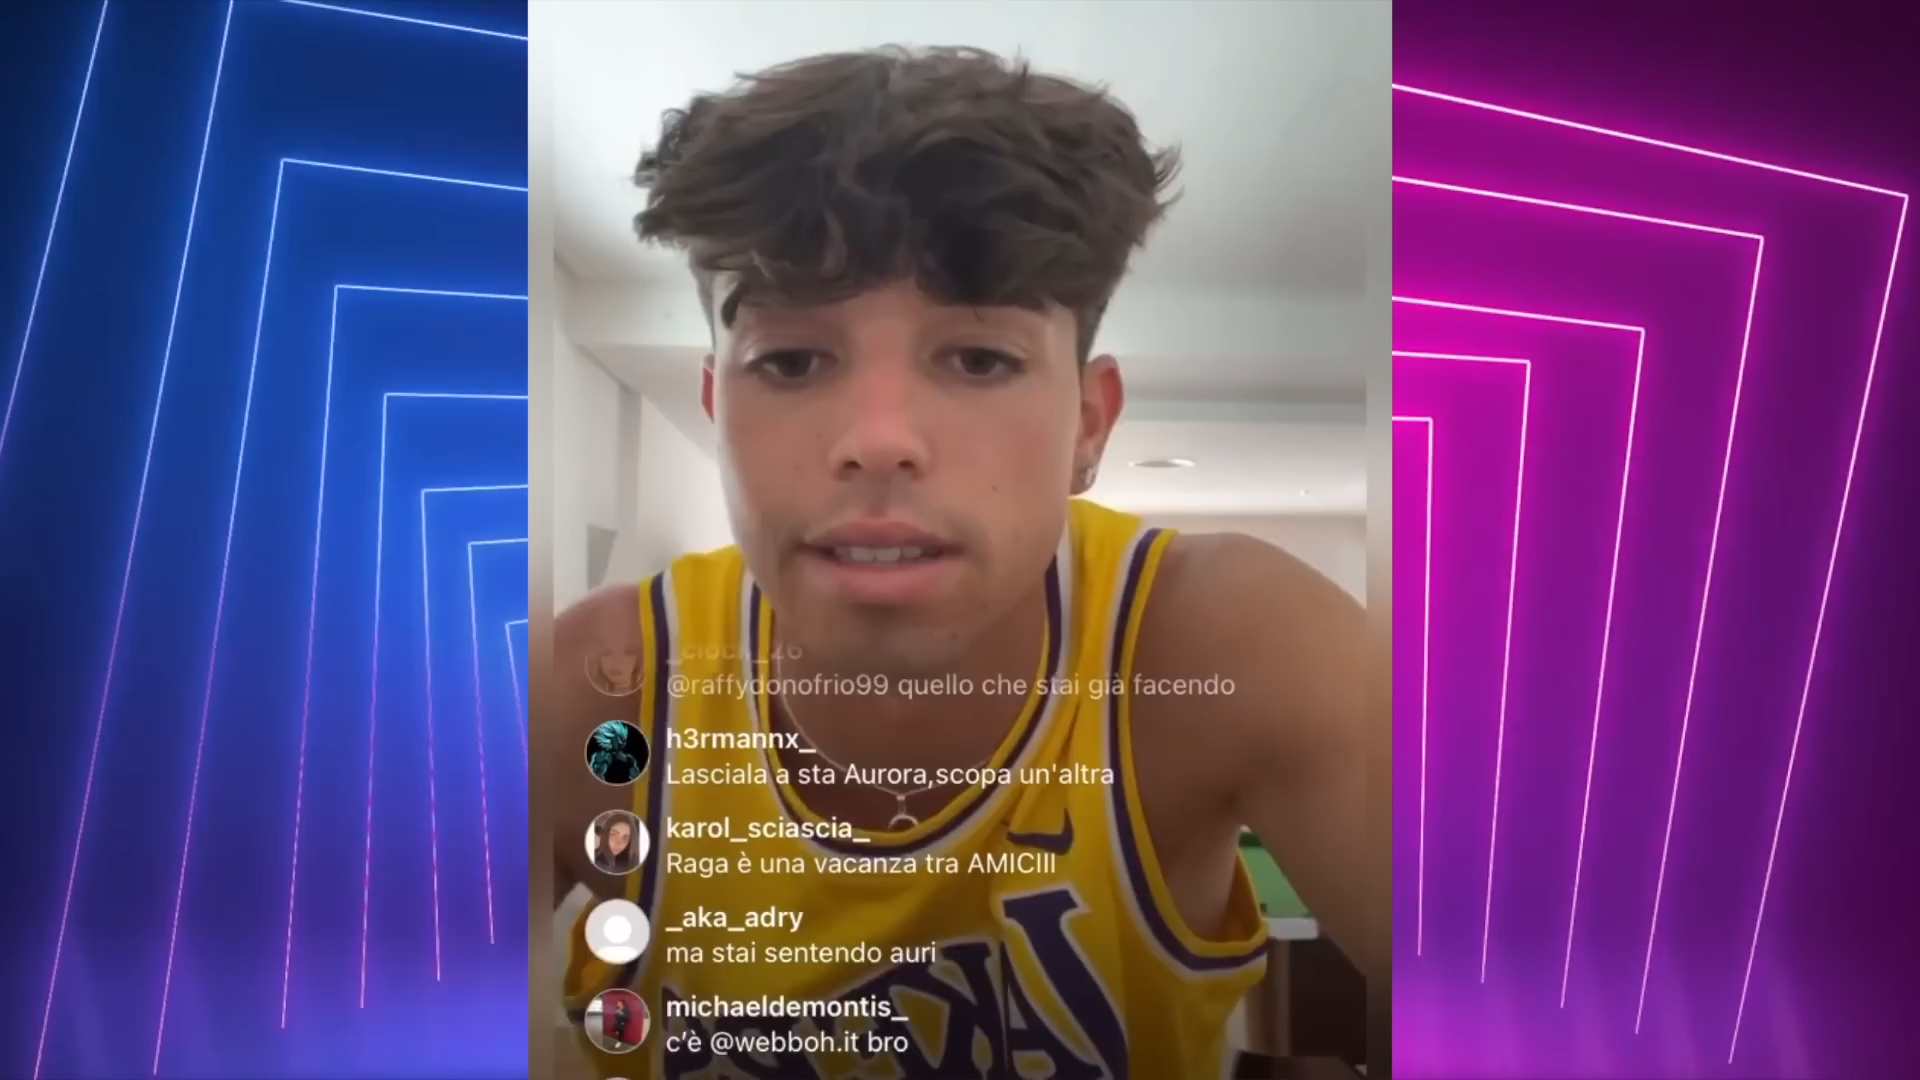 @raffydonofrio99 quello che stai già facendo
h3rmannx_
Lasciala a sta Aurora,scopa un'altra
karol_sciascia_
Raga è una vacanza tra AMICIII
_aka_adry
ma stai sentendo auri
michaeldemontis_
c'è @webboh.it bro
LAKERS